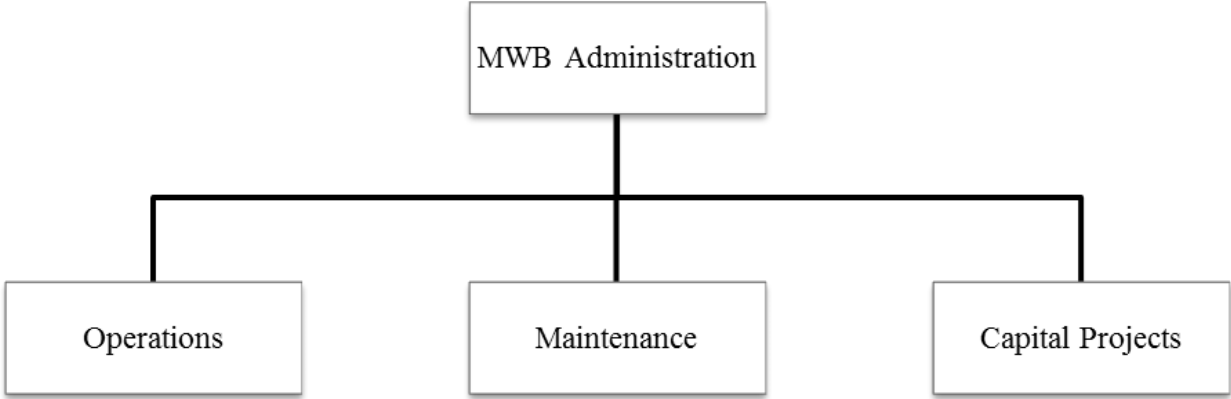 MWB Administration
Operations
Maintenance
Capital Projects